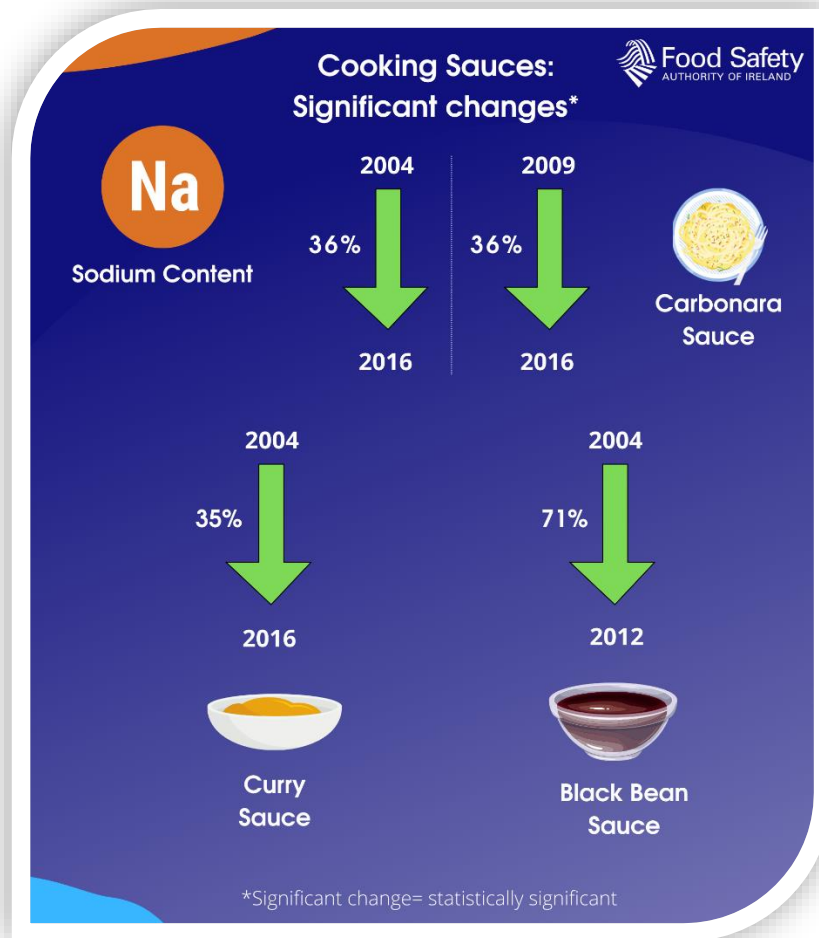 Cooking Sauces:
Significant changes*
Food Safety
AUTHORITY OF IRELAND
Na
Sodium Content
2004
36%
2016
2009
36%
2016
Carbonara
Sauce
2004
35%
2016
Curry
Sauce
2004
71%
2012
Black Bean
Sauce
*Significant change= statistically significant